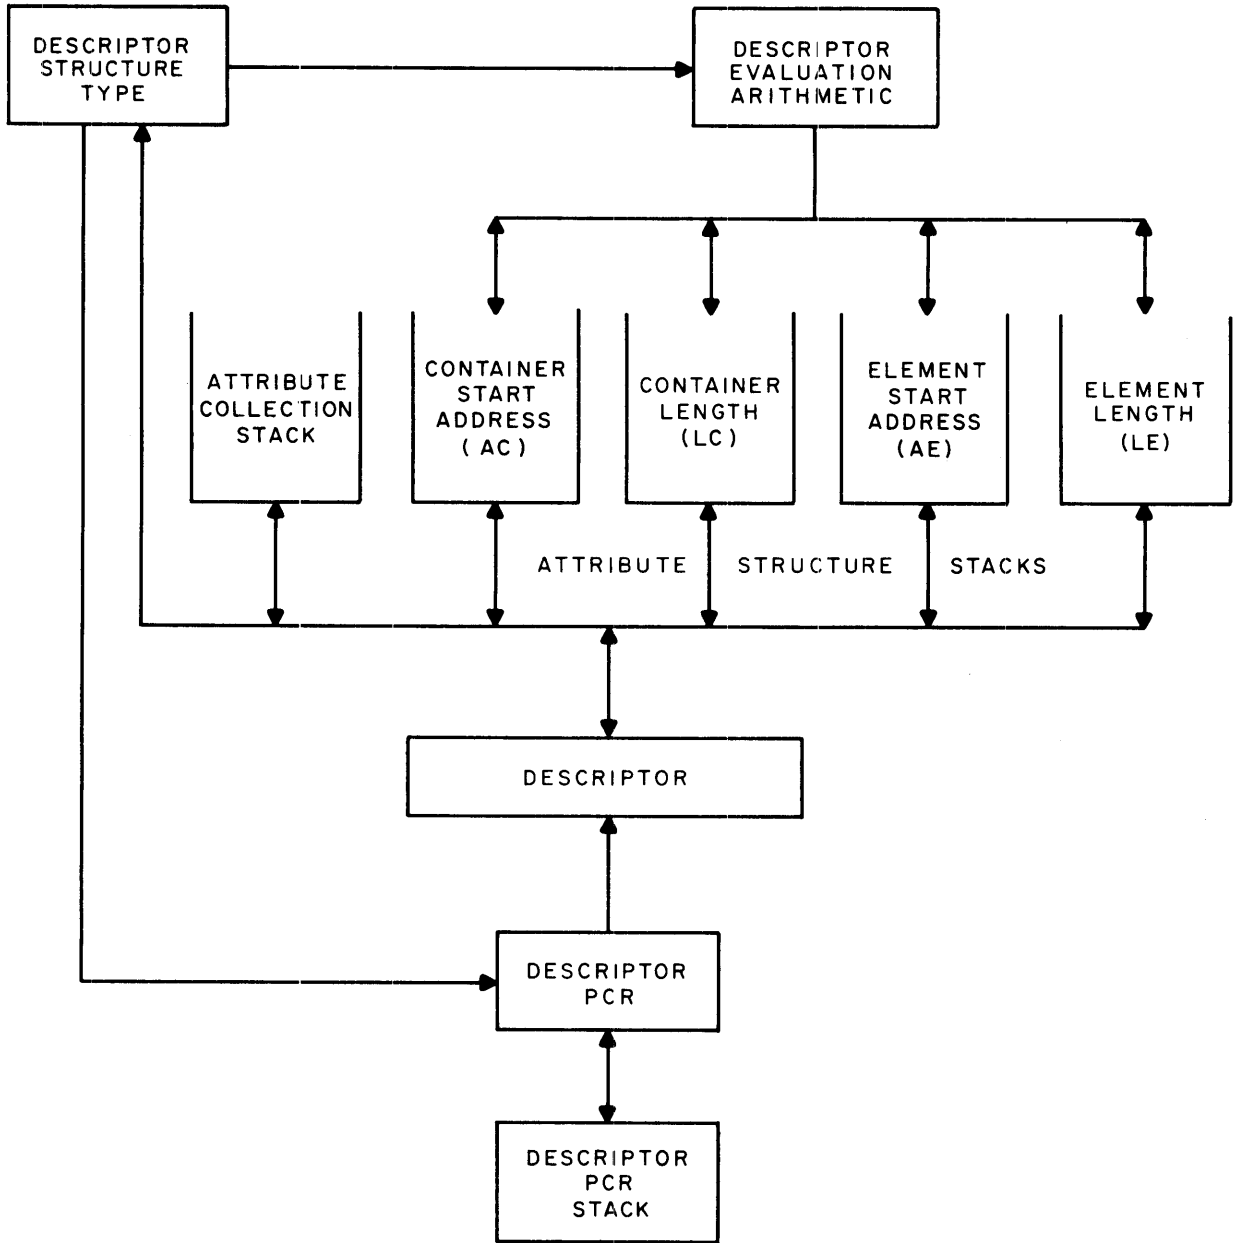 DESCRIPTOR
STRUCTURE
TYPE
DESCRIPTOR
EVALUATION
ARITHMETIC
ATTRIBUTE
COLLECTION
STACK
CONTAINER
START
ADDRESS
(AC)
CONTAINER
LENGTH
(LC)
ELEMENT
START
ADDRESS
(AE)
ELEMENT
LENGTH
(LE)
ATTRIBUTE STRUCTURE STACKS
DESCRIPTOR
DESCRIPTOR
PCR
DESCRIPTOR
PCR
STACK